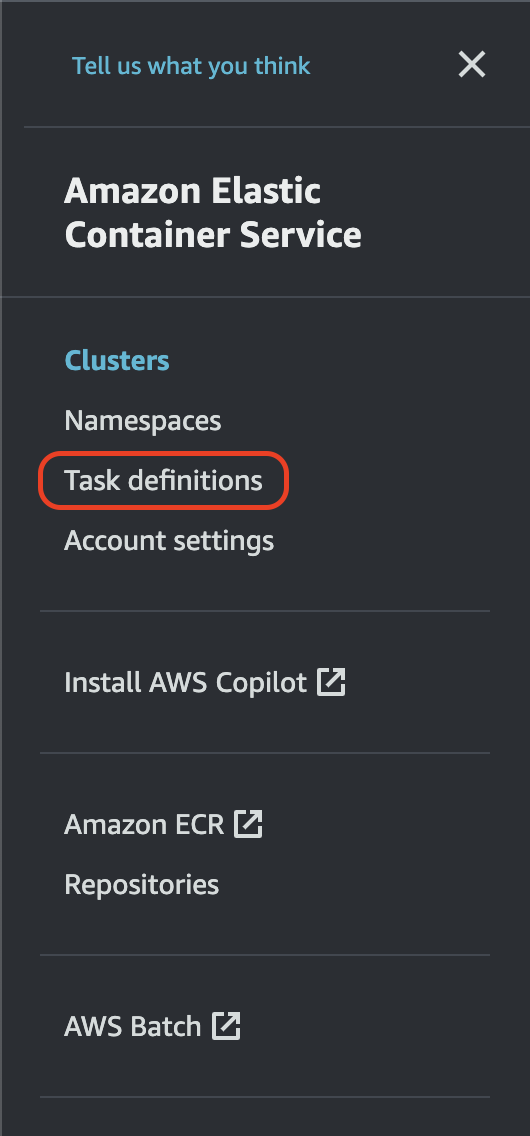 Tell us what you think
Amazon Elastic
Container Service
Clusters
Namespaces
Task definitions
Account settings
Install AWS Copilot
Amazon ECR
Repositories
AWS Batch